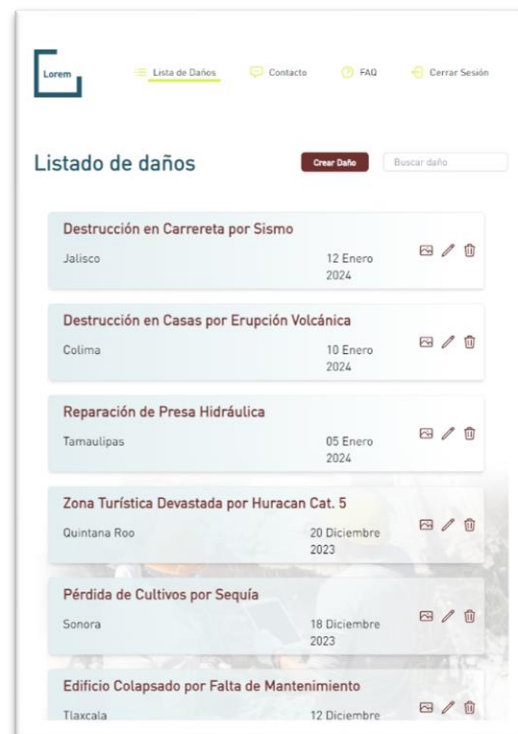 Lorem
Lista de Daños
Contacto
FAQ
Cerrar Sesión
Listado de daños
Crear Daño
Buscar daño
Destrucción en Carrereta por Sismo
Jalisco
12 Enero
2024
Destrucción en Casas por Erupción Volcánica
Colima
10 Enero
2024
Reparación de Presa Hidráulica
Tamaulipas
05 Enero
2024
Zona Turística Devastada por Huracan Cat. 5
Quintana Roo
20 Diciembre
2023
Pérdida de Cultivos por Sequía
Sonora
18 Diciembre
2023
Edificio Colapsado por Falta de Mantenimiento
Tlaxcala
12 Diciembre